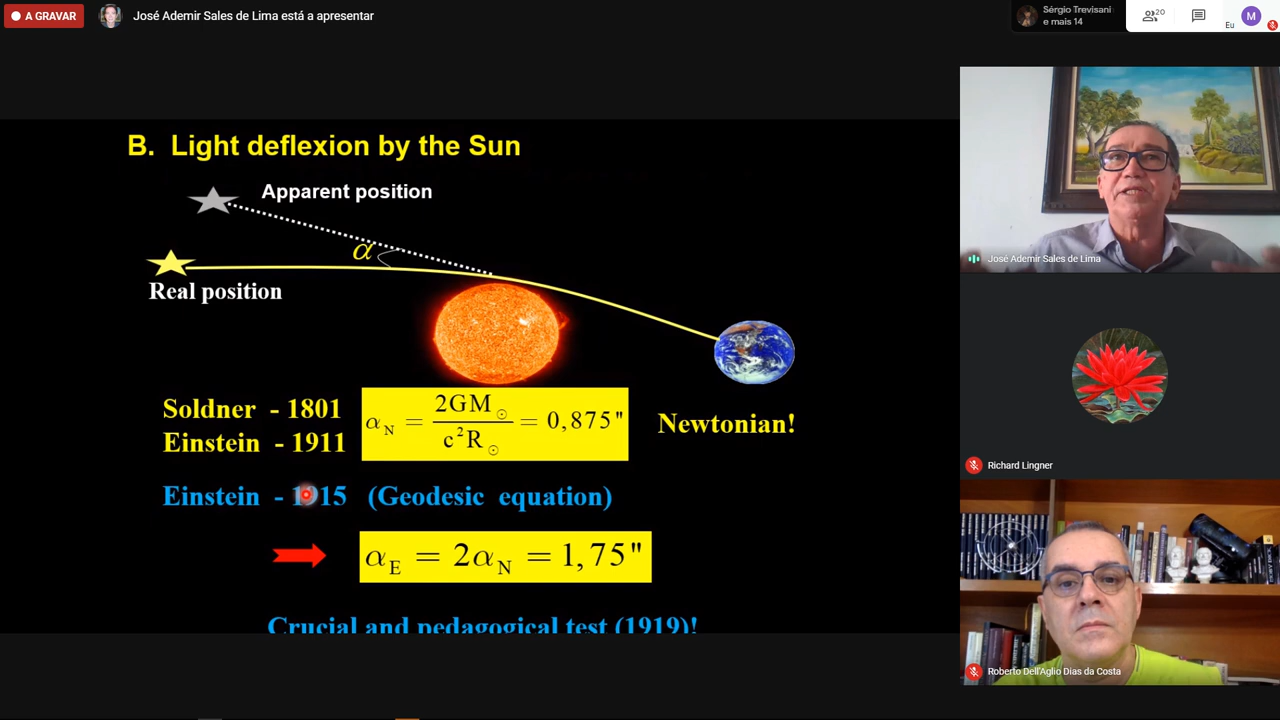 A GRAVAR
José Ademir Sales de Lima está a apresentar
Sérgio Trevisani
e mais 14
20
Eu
M
B. Light deflexion by the Sun
Apparent position
α
Real position
Soldner - 1801
Einstein - 1911
α_N = 2GM_☉ / c²R_☉ = 0,875"
Newtonian!
Einstein - 1915 (Geodesic equation)
α_E = 2α_N = 1,75"
Crucial and pedagogical test (1919)!
José Ademir Sales de Lima
Richard Lingner
Roberto Dell'Aglio Dias da Costa